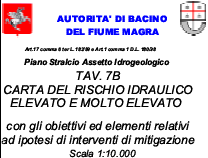 AUTORITA' DI BACINO
DEL FIUME MAGRA
Art.17 comma 6 ter L. 183/89 e Art.1 comma 1 D.L. 180/98
Piano Stralcio Assetto Idrogeologico
TAV. 7B
CARTA DEL RISCHIO IDRAULICO
ELEVATO E MOLTO ELEVATO
con gli obiettivi ed elementi relativi
ad ipotesi di interventi di mitigazione
Scala 1:10.000